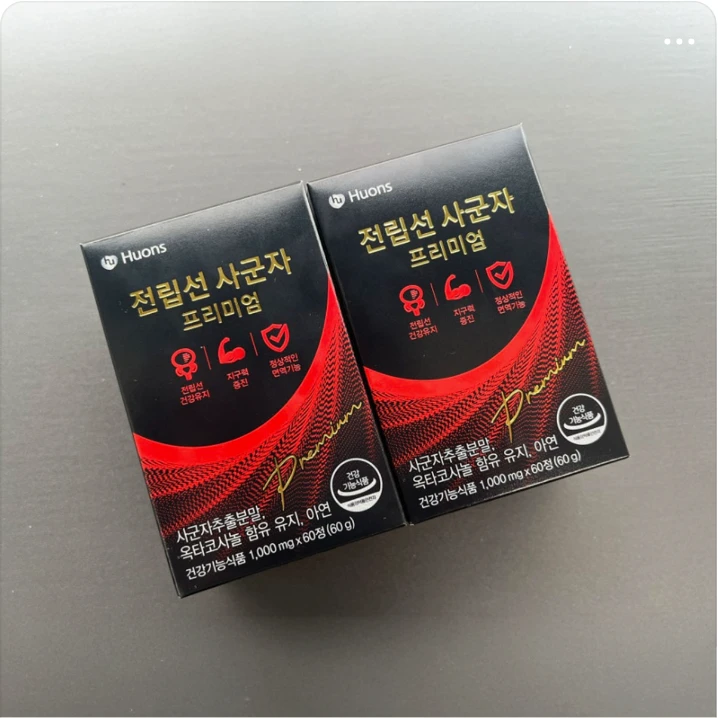 Huons
전립선 사군자
프리미엄
전립선
건강유지
지구력
증진
정상적인
면역기능
Premium
건강
기능식품
사군자추출분말,
옥타코사놀 함유 유지, 아연
건강기능식품 1,000 mg x 60정 (60 g)
Huons
전립선 사군자
프리미엄
전립선
건강유지
지구력
증진
정상적인
면역기능
Premium
건강
기능식품
사군자추출분말,
옥타코사놀 함유 유지, 아연
건강기능식품 1,000 mg x 60정 (60 g)